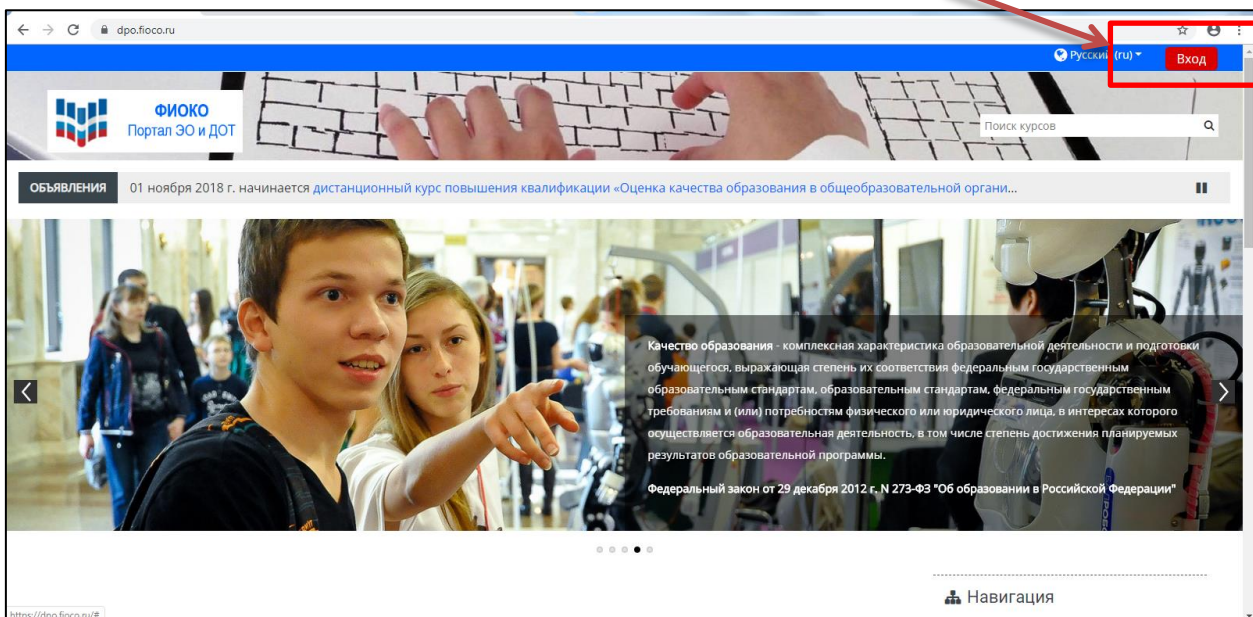 dpo.fioco.ru
Русский (ru)
Вход
ФИОКО
Портал ЭО и ДОТ
Поиск курсов
ОБЪЯВЛЕНИЯ 01 ноября 2018 г. начинается дистанционный курс повышения квалификации «Оценка качества образования в общеобразовательной органи...
Качество образования - комплексная характеристика образовательной деятельности и подготовки
обучающегося, выражающая степень их соответствия федеральным государственным
образовательным стандартам, образовательным стандартам, федеральным государственным
требованиям и (или) потребностям физического или юридического лица, в интересах которого
осуществляется образовательная деятельность, в том числе степень достижения планируемых
результатов образовательной программы.
Федеральный закон от 29 декабря 2012 г. N 273-ФЗ "Об образовании в Российской Федерации"
Навигация
https://dpo.fioco.ru/#